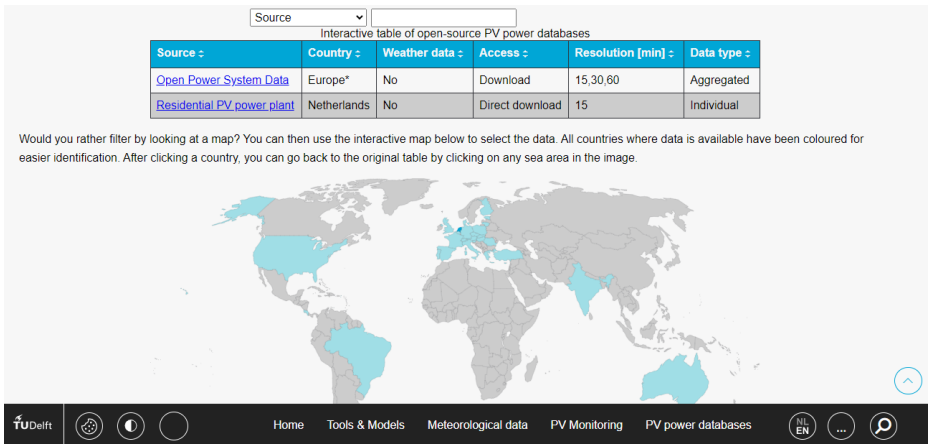 Source
Interactive table of open-source PV power databases
Source Country Weather data Access Resolution [min] Data type
Open Power System Data Europe* No Download 15,30,60 Aggregated
Residential PV power plant Netherlands No Direct download 15 Individual
Would you rather filter by looking at a map? You can then use the interactive map below to select the data. All countries where data is available have been coloured for
easier identification. After clicking a country, you can go back to the original table by clicking on any sea area in the image.
TUDelft Home Tools & Models Meteorological data PV Monitoring PV power databases NL
EN ...